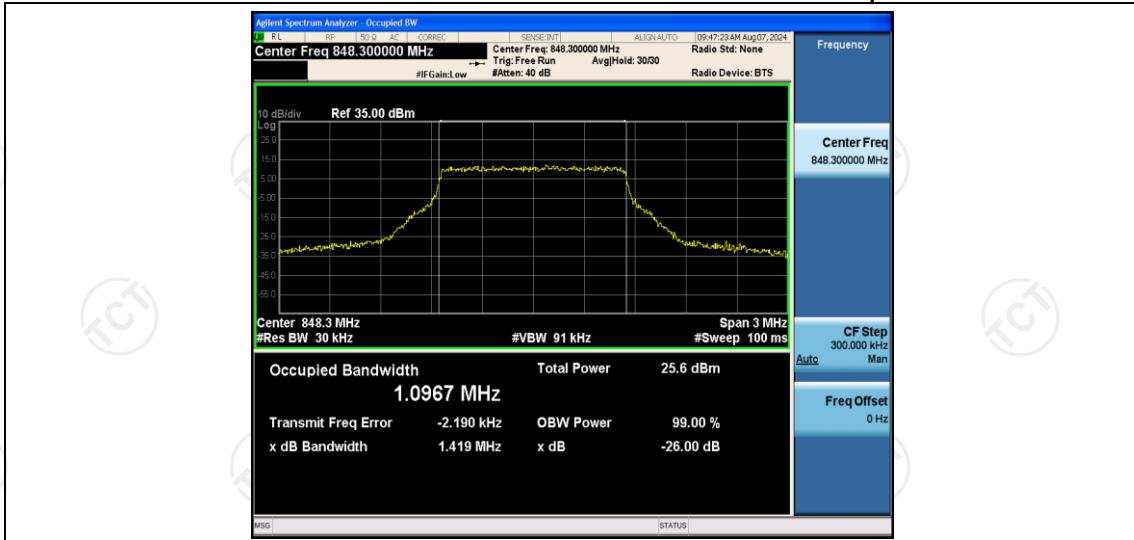 Agilent Spectrum Analyzer - Occupied BW
LXI RL RF 50 Ω AC CORREC SENSE:INT ALIGN AUTO 09:47:23 AM Aug 07, 2024
Center Freq 848.300000 MHz
Center Freq: 848.300000 MHz Radio Std: None
Trig: Free Run Avg|Hold: 30/30
#IFGain:Low #Atten: 40 dB Radio Device: BTS
Frequency
10 dB/div Ref 35.00 dBm
Log
25.0
15.0
5.00
-5.00
-15.0
-25.0
-35.0
-45.0
-55.0
Center 848.3 MHz Span 3 MHz
#Res BW 30 kHz #VBW 91 kHz #Sweep 100 ms
Occupied Bandwidth Total Power 25.6 dBm
1.0967 MHz
Transmit Freq Error -2.190 kHz OBW Power 99.00 %
x dB Bandwidth 1.419 MHz x dB -26.00 dB
Center Freq
848.300000 MHz
CF Step
300.000 kHz
Auto Man
Freq Offset
0 Hz
MSG STATUS
TCT
TCT